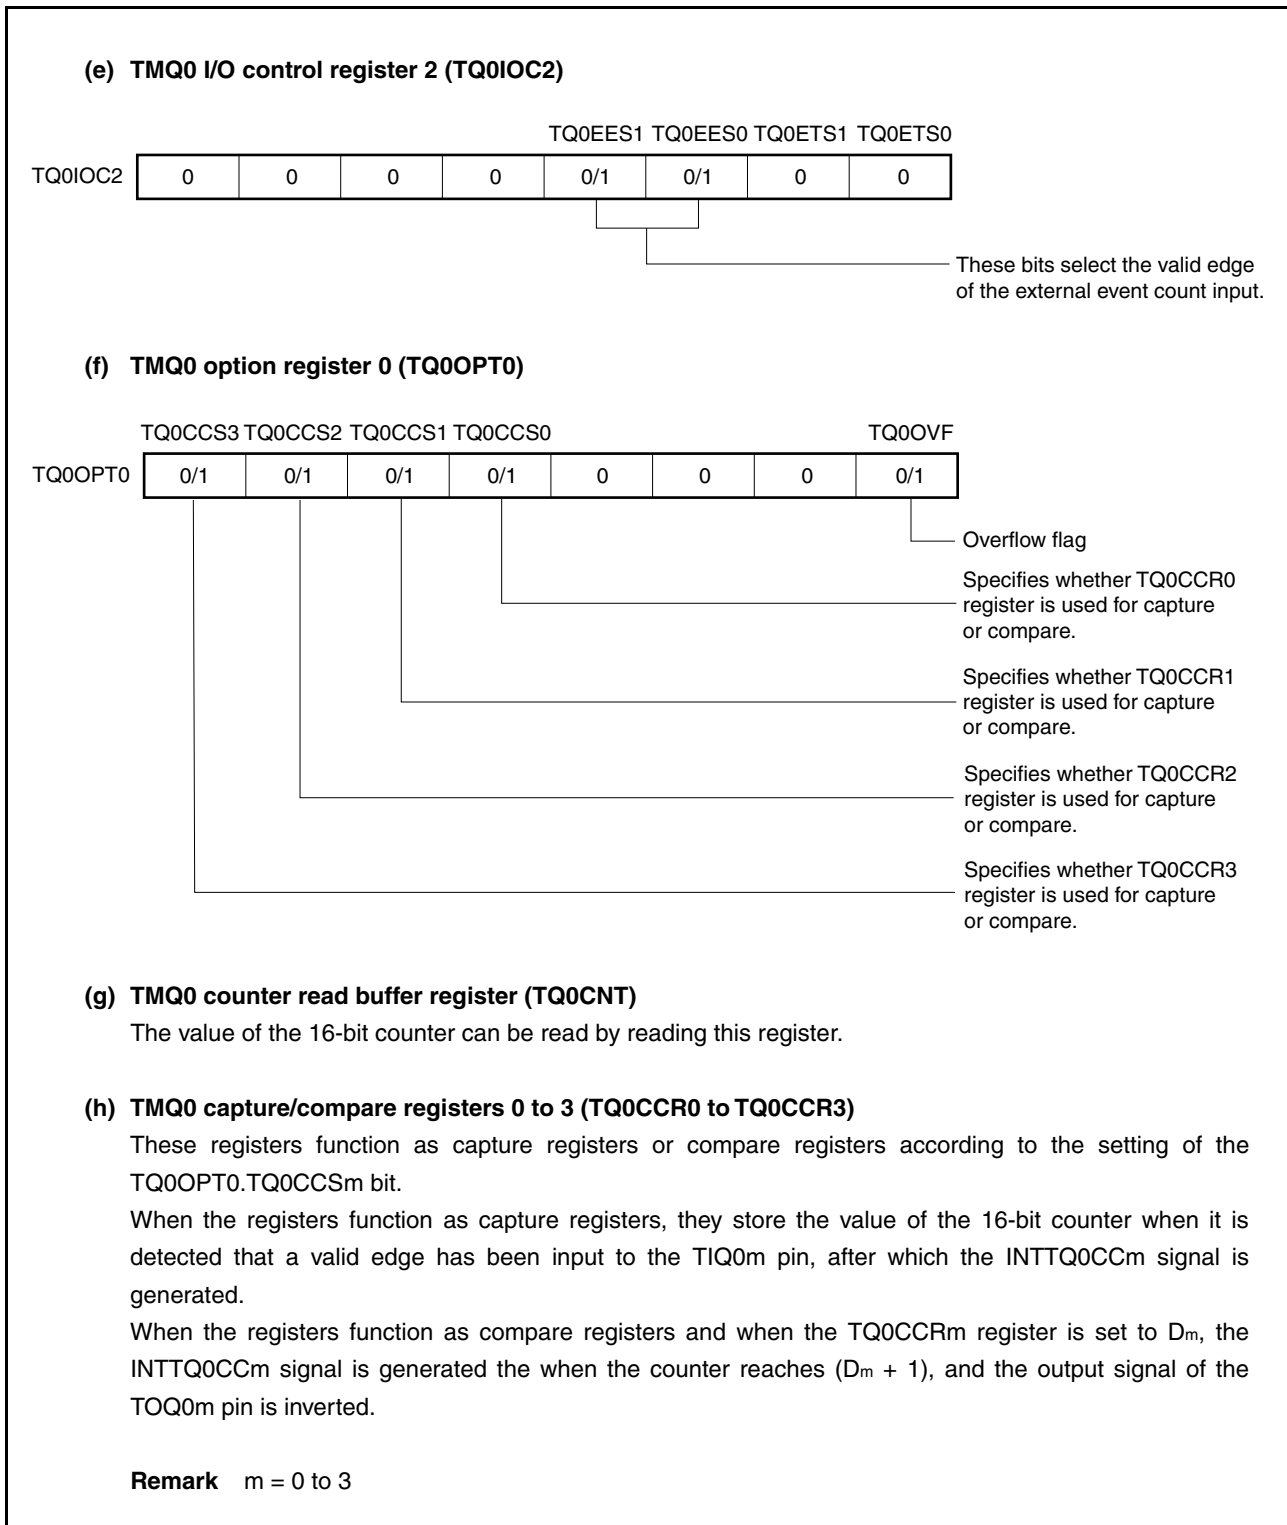 (e) TMQ0 I/O control register 2 (TQ0IOC2)
TQ0EES1 TQ0EES0 TQ0ETS1 TQ0ETS0
TQ0IOC2 0 0 0 0 0/1 0/1 0 0
These bits select the valid edge
of the external event count input.
(f) TMQ0 option register 0 (TQ0OPT0)
TQ0CCS3 TQ0CCS2 TQ0CCS1 TQ0CCS0 TQ0OVF
TQ0OPT0 0/1 0/1 0/1 0/1 0 0 0 0/1
Overflow flag
Specifies whether TQ0CCR0
register is used for capture
or compare.
Specifies whether TQ0CCR1
register is used for capture
or compare.
Specifies whether TQ0CCR2
register is used for capture
or compare.
Specifies whether TQ0CCR3
register is used for capture
or compare.
(g) TMQ0 counter read buffer register (TQ0CNT)
The value of the 16-bit counter can be read by reading this register.
(h) TMQ0 capture/compare registers 0 to 3 (TQ0CCR0 to TQ0CCR3)
These registers function as capture registers or compare registers according to the setting of the
TQ0OPT0.TQ0CCSm bit.
When the registers function as capture registers, they store the value of the 16-bit counter when it is
detected that a valid edge has been input to the TIQ0m pin, after which the INTTQ0CCm signal is
generated.
When the registers function as compare registers and when the TQ0CCRm register is set to Dm, the
INTTQ0CCm signal is generated the when the counter reaches (Dm + 1), and the output signal of the
TOQ0m pin is inverted.
Remark m = 0 to 3